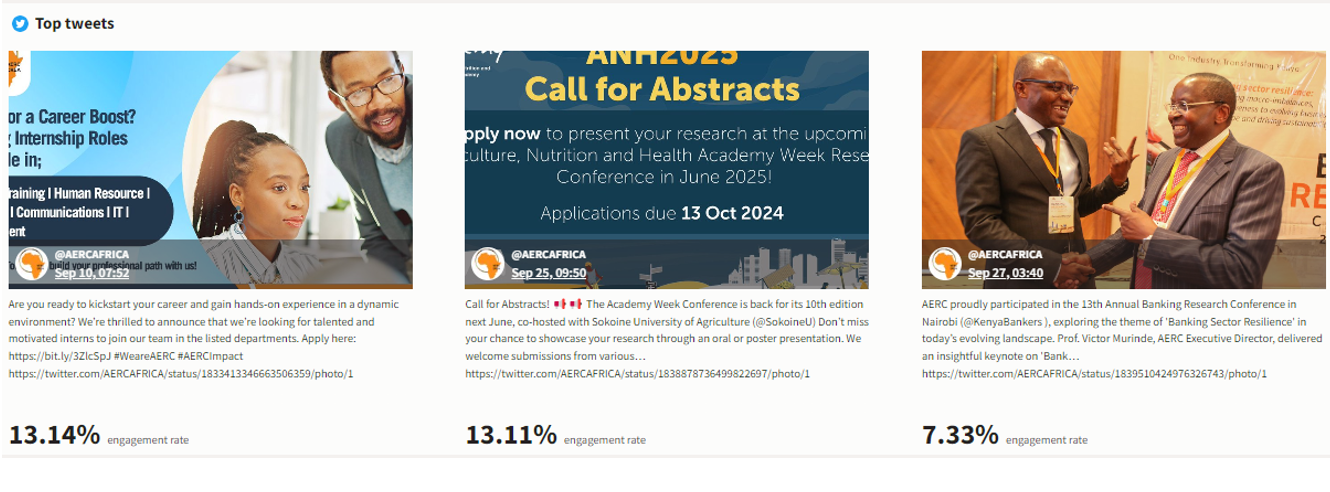 Top tweets
or a Career Boost?
Internship Roles
le in;
raining I Human Resource I
I Communications I IT I
ent
build your professional path with us!
@AERCAFRICA
Sep 10, 07:52
Are you ready to kickstart your career and gain hands-on experience in a dynamic
environment? We're thrilled to announce that we're looking for talented and
motivated interns to join our team in the listed departments. Apply here:
https://bit.ly/3ZlcSpJ #WeareAERC #AERCImpact
https://twitter.com/AERCAFRICA/status/1833413346663506359/photo/1
13.14% engagement rate
ANH2025
Call for Abstracts
pply now to present your research at the upcomi
culture, Nutrition and Health Academy Week Rese
Conference in June 2025!
Applications due 13 Oct 2024
@AERCAFRICA
Sep 25, 09:50
Call for Abstracts! The Academy Week Conference is back for its 10th edition
next June, co-hosted with Sokoine University of Agriculture (@SokoineU) Don't miss
your chance to showcase your research through an oral or poster presentation. We
welcome submissions from various…
https://twitter.com/AERCAFRICA/status/1838878736499822697/photo/1
13.11% engagement rate
One Industry. Transforming
sector resilience:
macro-imbalances,
to evolving
and driving
@AERCAFRICA
Sep 27, 03:40
AERC proudly participated in the 13th Annual Banking Research Conference in
Nairobi (@KenyaBankers ), exploring the theme of 'Banking Sector Resilience' in
today's evolving landscape. Prof. Victor Murinde, AERC Executive Director, delivered
an insightful keynote on 'Bank…
https://twitter.com/AERCAFRICA/status/1839510424976326743/photo/1
7.33% engagement rate